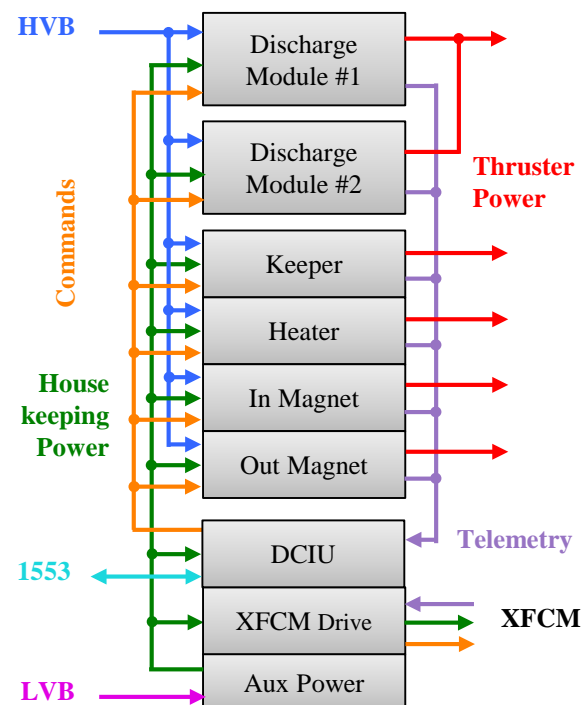 HVB
Discharge
Module #1
Discharge
Module #2
Thruster
Power
Commands
Keeper
Heater
House
keeping
Power
In Magnet
Out Magnet
DCIU
Telemetry
1553
XFCM Drive
XFCM
Aux Power
LVB